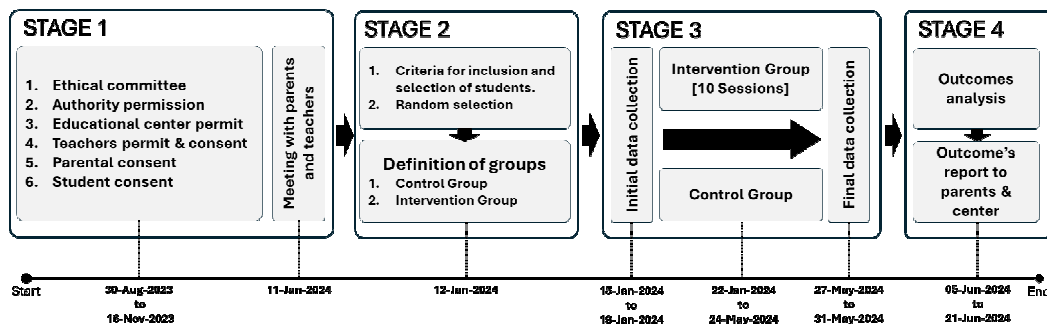 STAGE 1
1. Ethical committee
2. Authority permission
3. Educational center permit
4. Teachers permit & consent
5. Parental consent
6. Student consent
Meeting with parents
and teachers
STAGE 2
1. Criteria for inclusion and
selection of students.
2. Random selection
Definition of groups
1. Control Group
2. Intervention Group
STAGE 3
Initial data collection
Intervention Group
[10 Sessions]
Control Group
Final data collection
STAGE 4
Outcomes
analysis
Outcome's
report to
parents &
center
Start
30-Aug-2023
to
16-Nov-2023
11-Jan-2024
12-Jan-2024
to
-Jan-2024
22-Jan-2024
to
24-May-2024
27-May-2024
to
31-May-2024
05-Jun-2024
to
21-Jun-2024
End